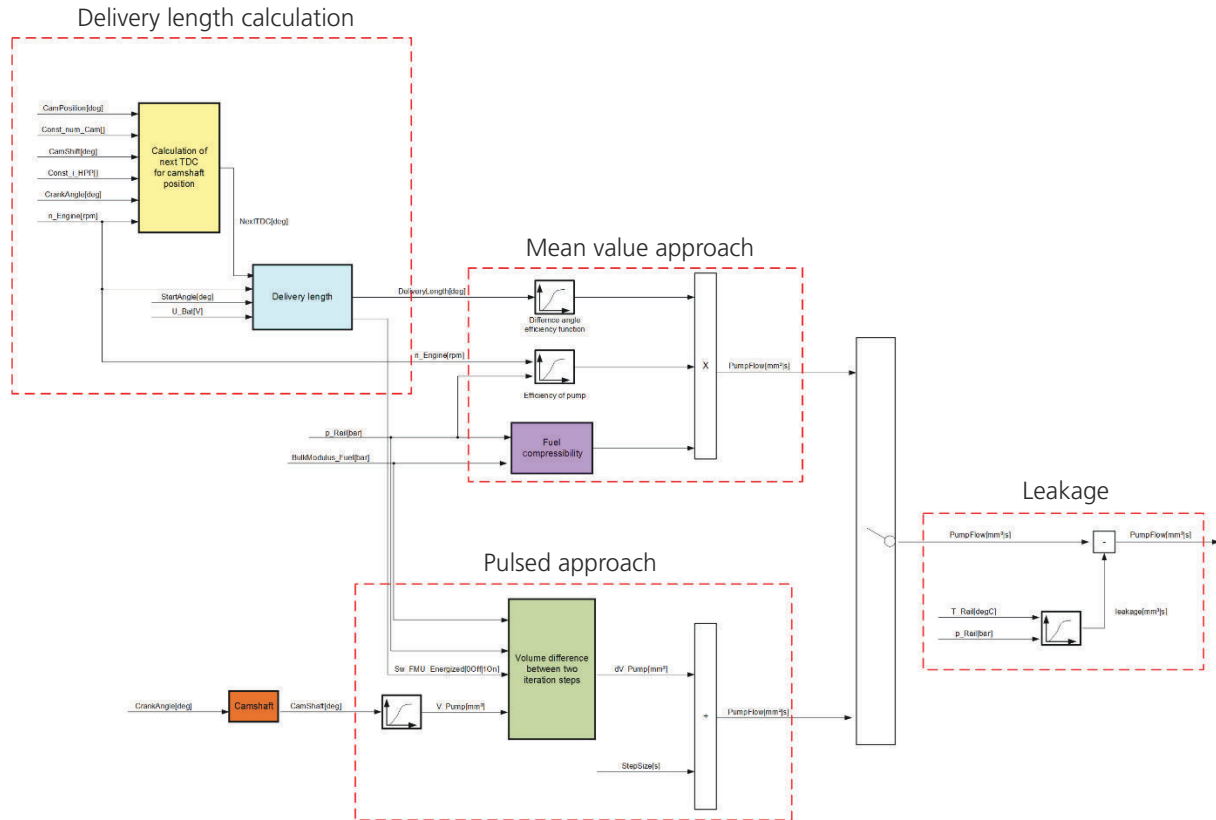 Delivery length calculation
CamPosition[deg]
Const_num_Cam[]
CamShift[deg]
Const_i_HPP[]
CrankAngle[deg]
n_Engine[rpm]
Calculation of
next TDC
for camshaft
position
NextTDC[deg]
StartAngle[deg]
U_Bat[V]
Delivery length
Mean value approach
DeliveryLength[deg]
Differnce angle
efficiency function
n_Engine[rpm]
Efficiency of pump
p_Rail[bar]
BulkModulus_Fuel[bar]
Fuel
compressibility
X
PumpFlow[mm³|s]
Leakage
PumpFlow[mm³|s]
-
PumpFlow[mm³|s]
T_Rail[degC]
p_Rail[bar]
leakage[mm³|s]
Pulsed approach
Sw_FMU_Energized[0Off|1On]
Volume difference
between two
iteration steps
dV_Pump[mm³]
CrankAngle[deg]
Camshaft
CamShaft[deg]
V_Pump[mm³]
÷
PumpFlow[mm³|s]
StepSize[s]